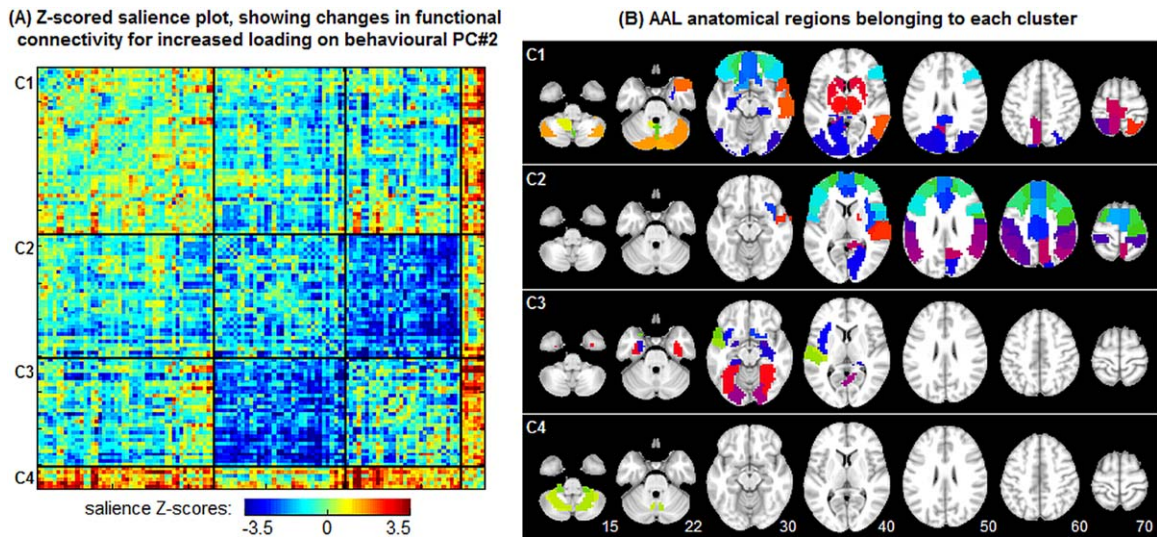 (A) Z-scored salience plot, showing changes in functional
connectivity for increased loading on behavioural PC#2
C1
C2
C3
C4
salience Z-scores:
-3.5 0 3.5
(B) AAL anatomical regions belonging to each cluster
C1
C2
C3
C4
15 22 30 40 50 60 70